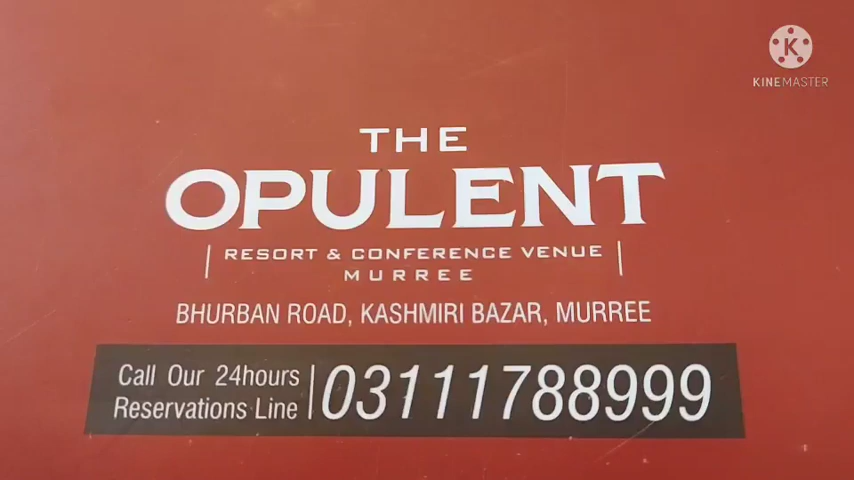 K
KINEMASTER
THE
OPULENT
RESORT & CONFERENCE VENUE
MURREE
BHURBAN ROAD, KASHMIRI BAZAR, MURREE
Call Our 24hours
Reservations Line
03111788999